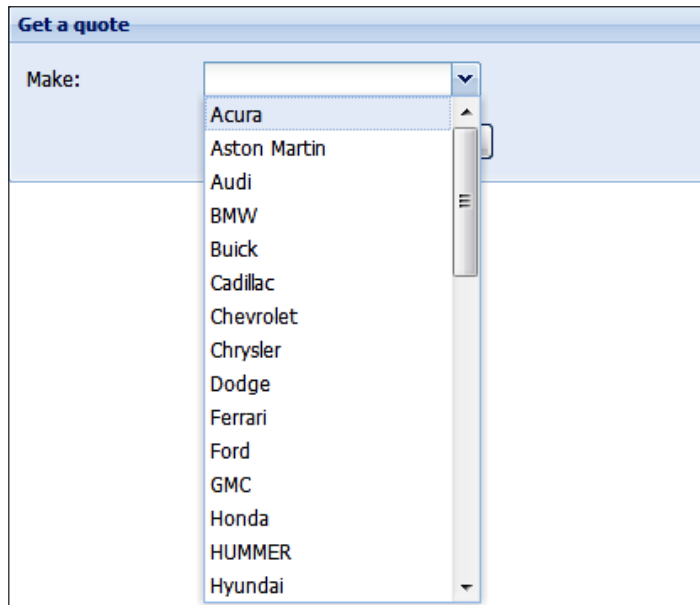 Get a quote
Make:
Acura
Aston Martin
Audi
BMW
Buick
Cadillac
Chevrolet
Chrysler
Dodge
Ferrari
Ford
GMC
Honda
HUMMER
Hyundai